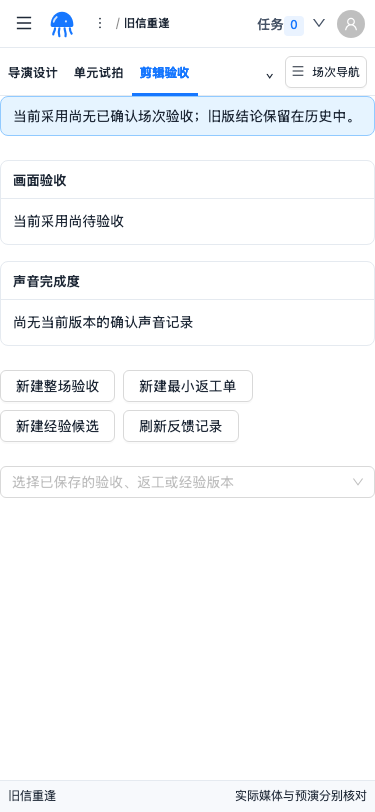 / 旧信重逢
任务 0
导演设计 单元试拍 剪辑验收 场次导航
当前采用尚无已确认场次验收；旧版结论保留在历史中。
画面验收
当前采用尚待验收
声音完成度
尚无当前版本的确认声音记录
新建整场验收 新建最小返工单
新建经验候选 刷新反馈记录
选择已保存的验收、返工或经验版本
旧信重逢 实际媒体与预演分别核对